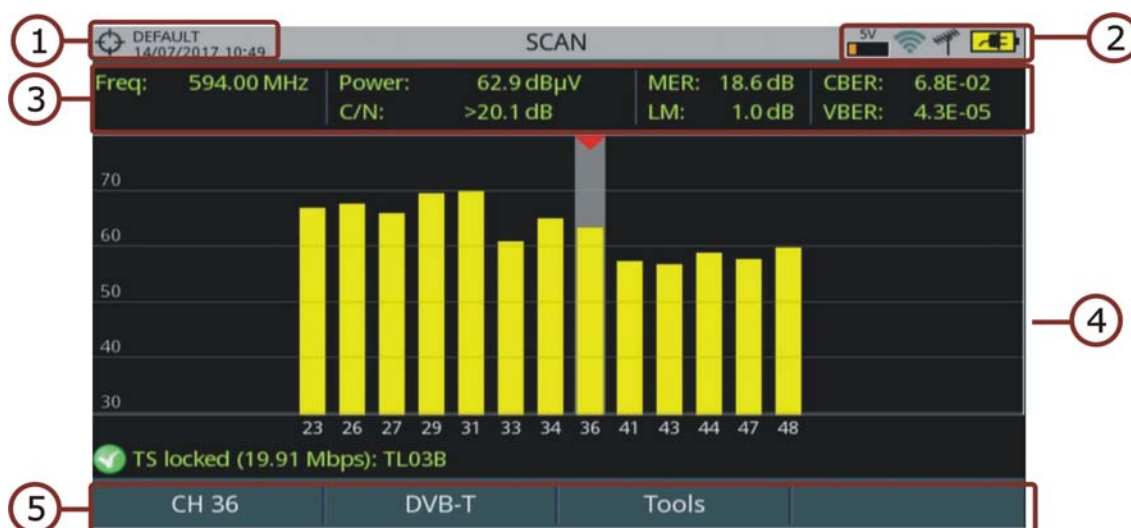 1
DEFAULT
14/07/2017 10:49
SCAN
5V
2
3
Freq: 594.00 MHz Power: 62.9 dBµV MER: 18.6 dB CBER: 6.8E-02
C/N: >20.1 dB LM: 1.0 dB VBER: 4.3E-05
70
60
50
40
30
4
23 26 27 29 31 33 34 36 41 43 44 47 48
TS locked (19.91 Mbps): TL03B
5
CH 36 DVB-T Tools